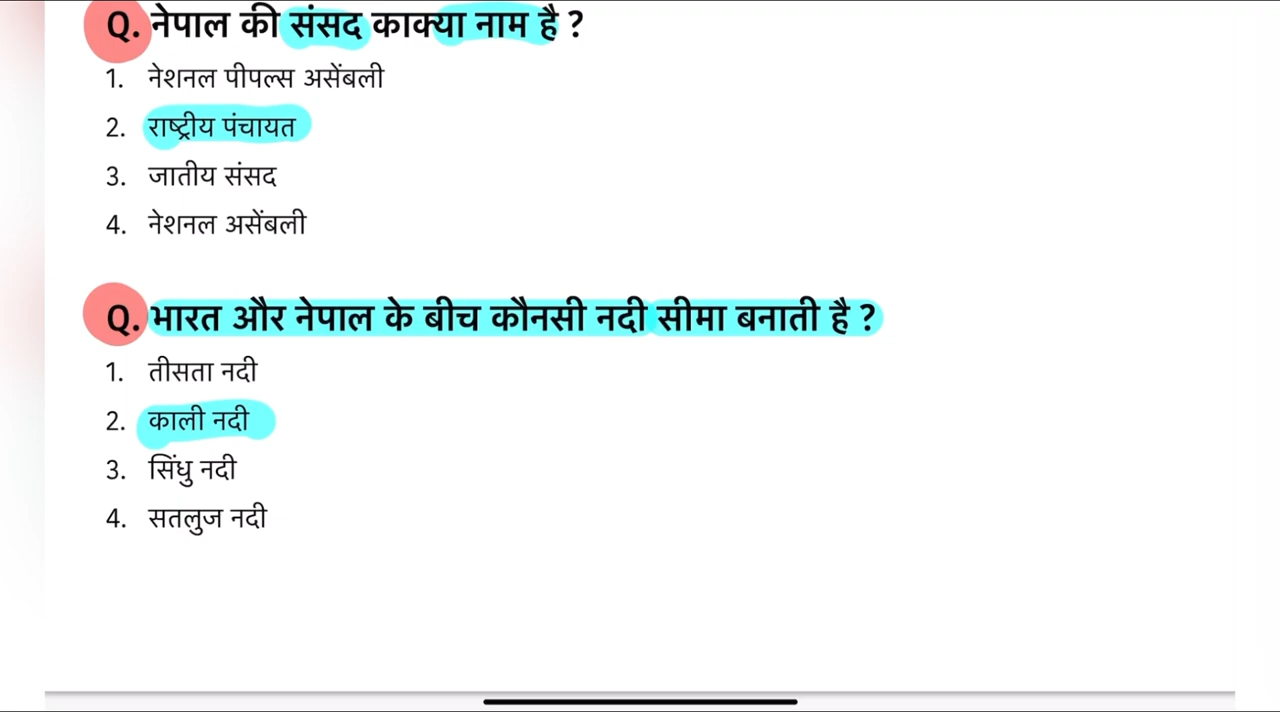 Q. नेपाल की संसद काक्या नाम है ?
1. नेशनल पीपल्स असेंबली
2. राष्ट्रीय पंचायत
3. जातीय संसद
4. नेशनल असेंबली
Q. भारत और नेपाल के बीच कौनसी नदी सीमा बनाती है ?
1. तीसता नदी
2. काली नदी
3. सिंधु नदी
4. सतलुज नदी